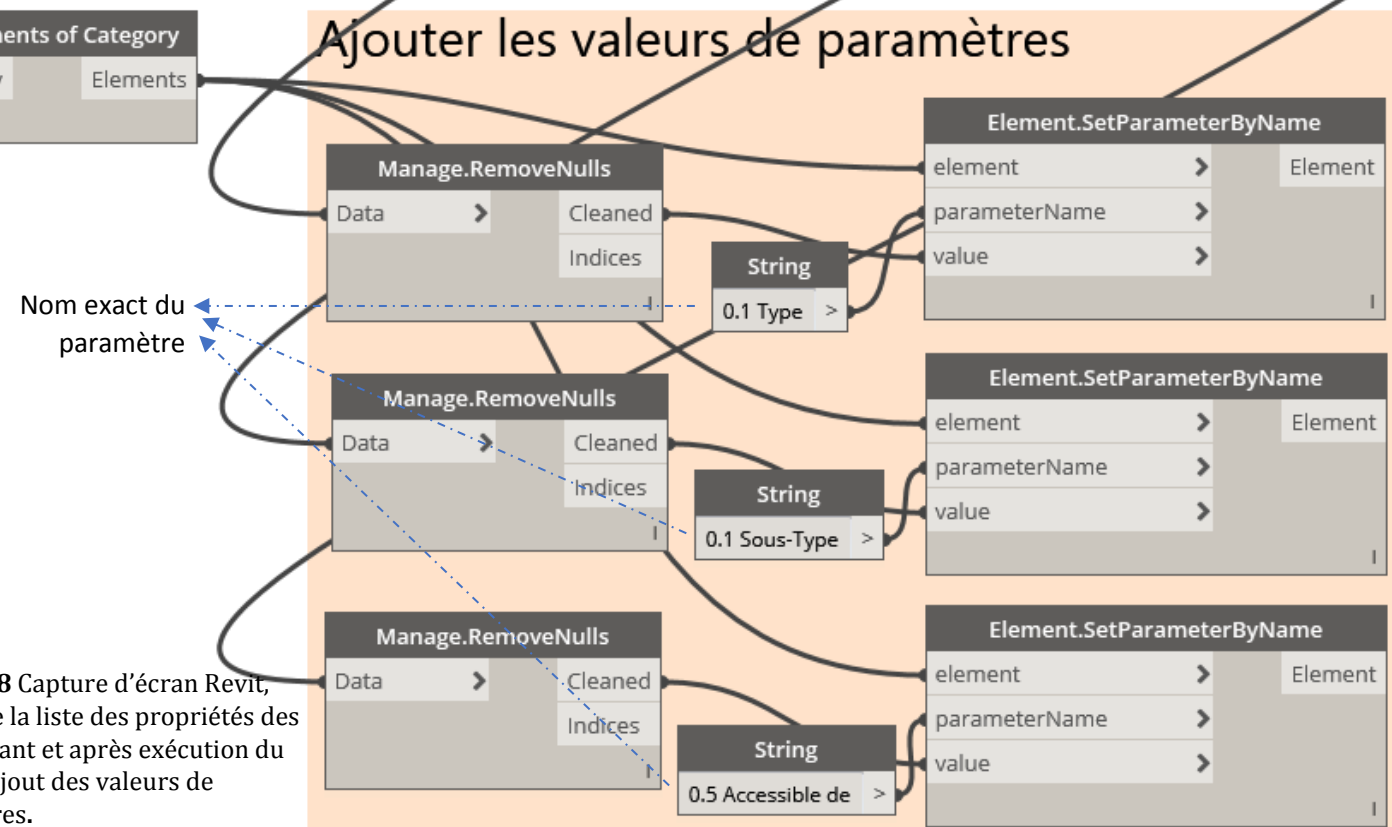 Ajouter les valeurs de paramètres
ents of Category
Elements
Element.SetParameterByName
element > Element
parameterName >
value >
Manage.RemoveNulls
Data > Cleaned
Indices
String
0.1 Type >
Nom exact du
paramètre
Element.SetParameterByName
element > Element
parameterName >
value >
Manage.RemoveNulls
Data > Cleaned
Indices
String
0.1 Sous-Type >
Element.SetParameterByName
element > Element
parameterName >
value >
Manage.RemoveNulls
Data > Cleaned
Indices
String
0.5 Accessible de >
8 Capture d'écran Revit,
e la liste des propriétés des
ant et après exécution du
jout des valeurs de
res.